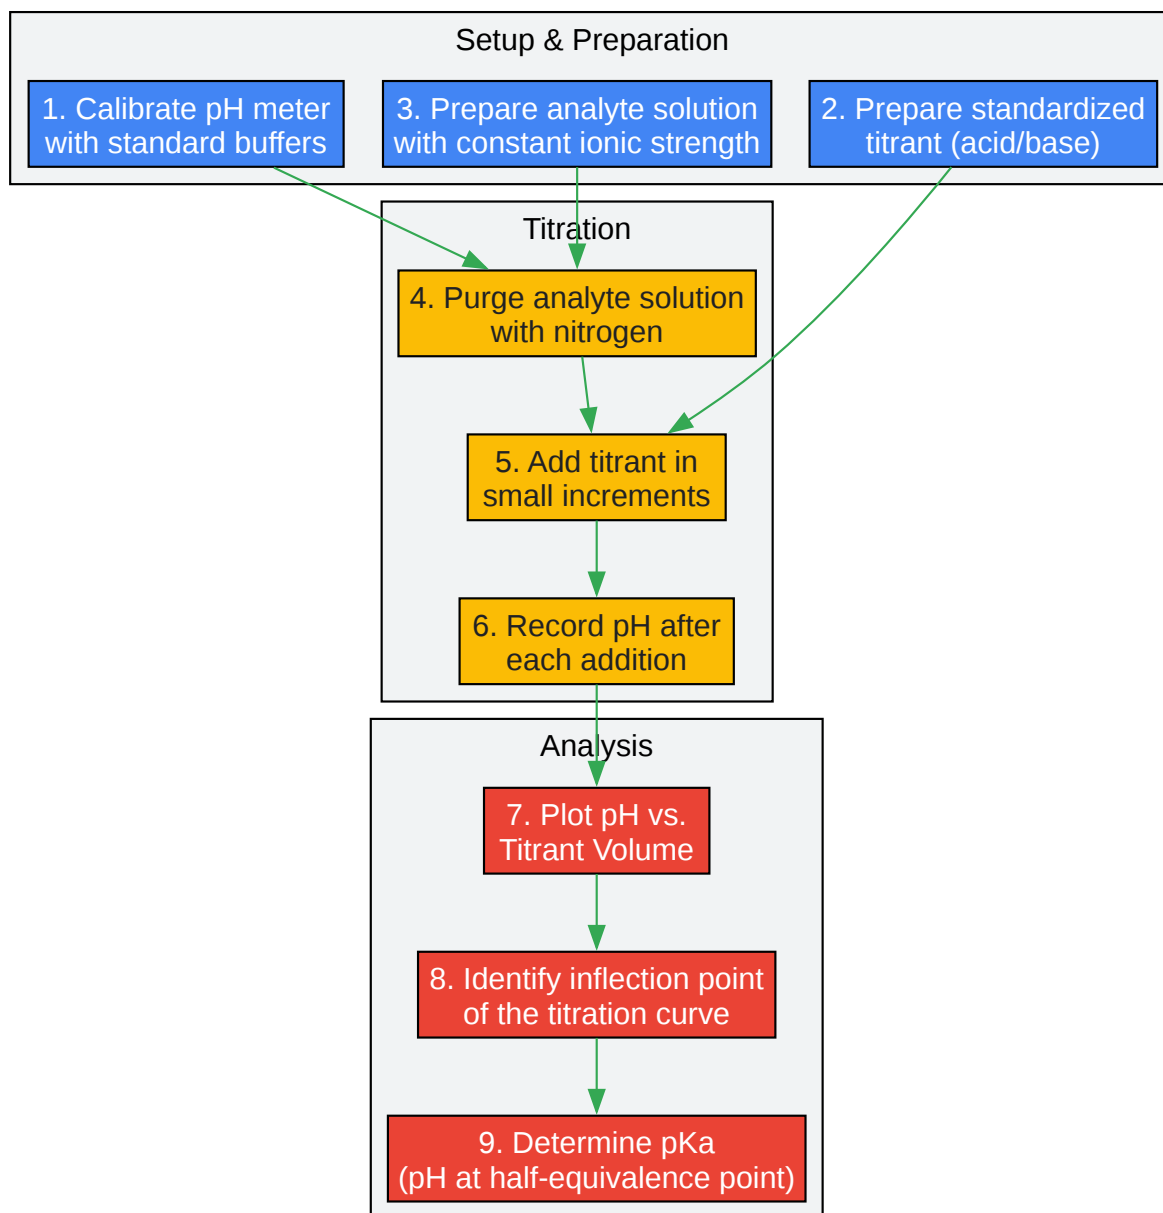 Setup & Preparation
1. Calibrate pH meter
with standard buffers
3. Prepare analyte solution
with constant ionic strength
2. Prepare standardized
titrant (acid/base)
Titration
4. Purge analyte solution
with nitrogen
5. Add titrant in
small increments
6. Record pH after
each addition
Analysis
7. Plot pH vs.
Titrant Volume
8. Identify inflection point
of the titration curve
9. Determine pKa
(pH at half-equivalence point)